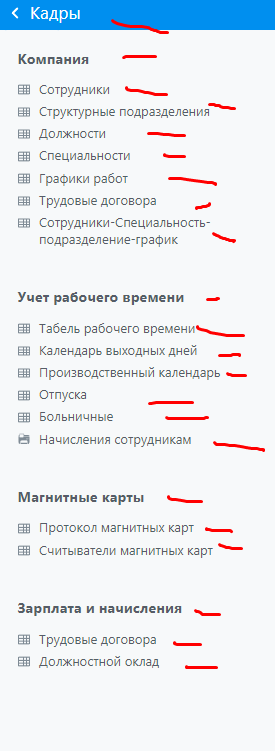 Кадры
Компания
Сотрудники
Структурные подразделения
Должности
Специальности
Графики работ
Трудовые договора
Сотрудники-Специальность-
подразделение-график
Учет рабочего времени
Табель рабочего времени
Календарь выходных дней
Производственный календарь
Отпуска
Больничные
Начисления сотрудникам
Магнитные карты
Протокол магнитных карт
Считыватели магнитных карт
Зарплата и начисления
Трудовые договора
Должностной оклад